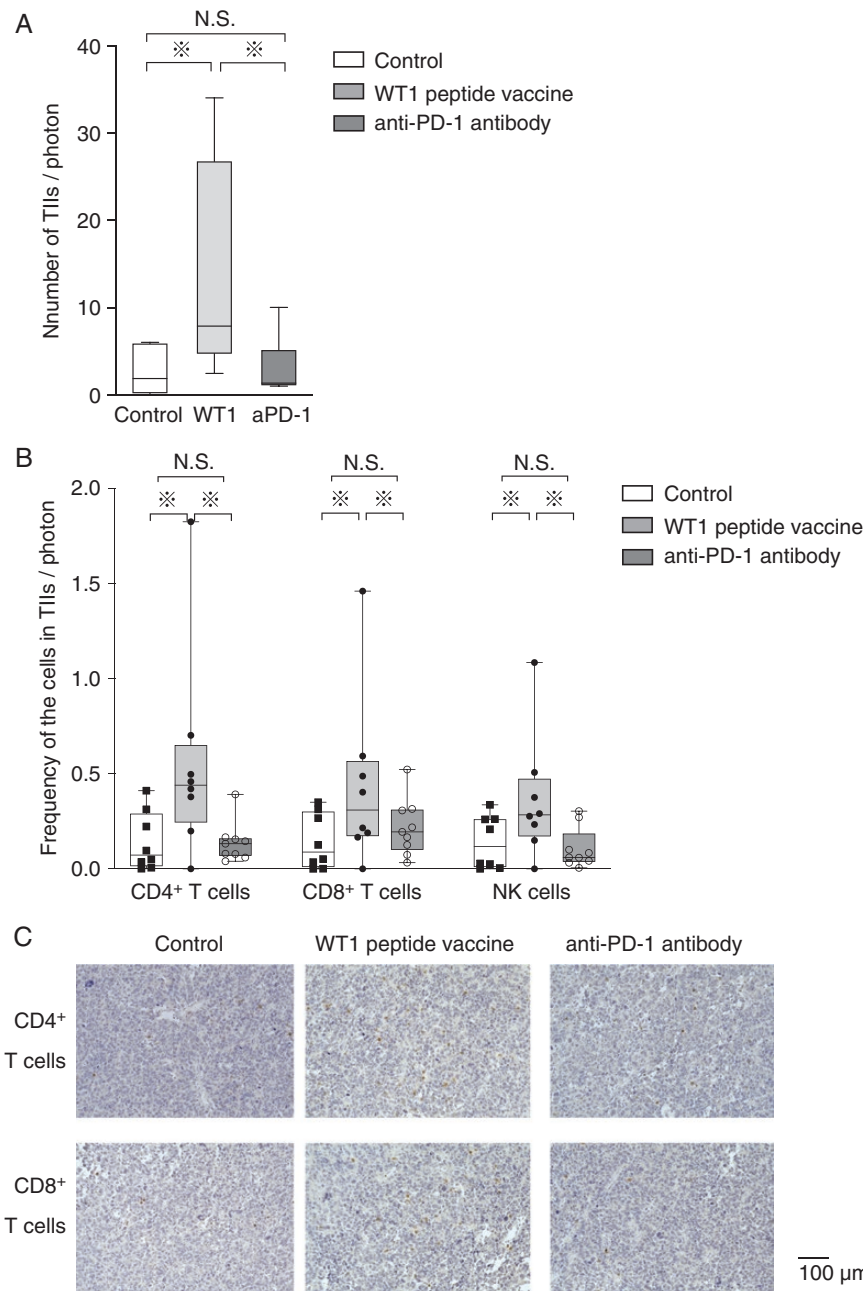 A
N.S.
※ ※
40
30
20
10
0
Nnumber of TIIs / photon
Control WT1 aPD-1
Control
WT1 peptide vaccine
anti-PD-1 antibody
B
N.S. N.S. N.S.
※ ※ ※ ※ ※ ※
2.0
1.5
1.0
0.5
0.0
Frequency of the cells in TIIs / photon
CD4⁺ T cells CD8⁺ T cells NK cells
Control
WT1 peptide vaccine
anti-PD-1 antibody
C
Control WT1 peptide vaccine anti-PD-1 antibody
CD4⁺
T cells
CD8⁺
T cells
100 μm